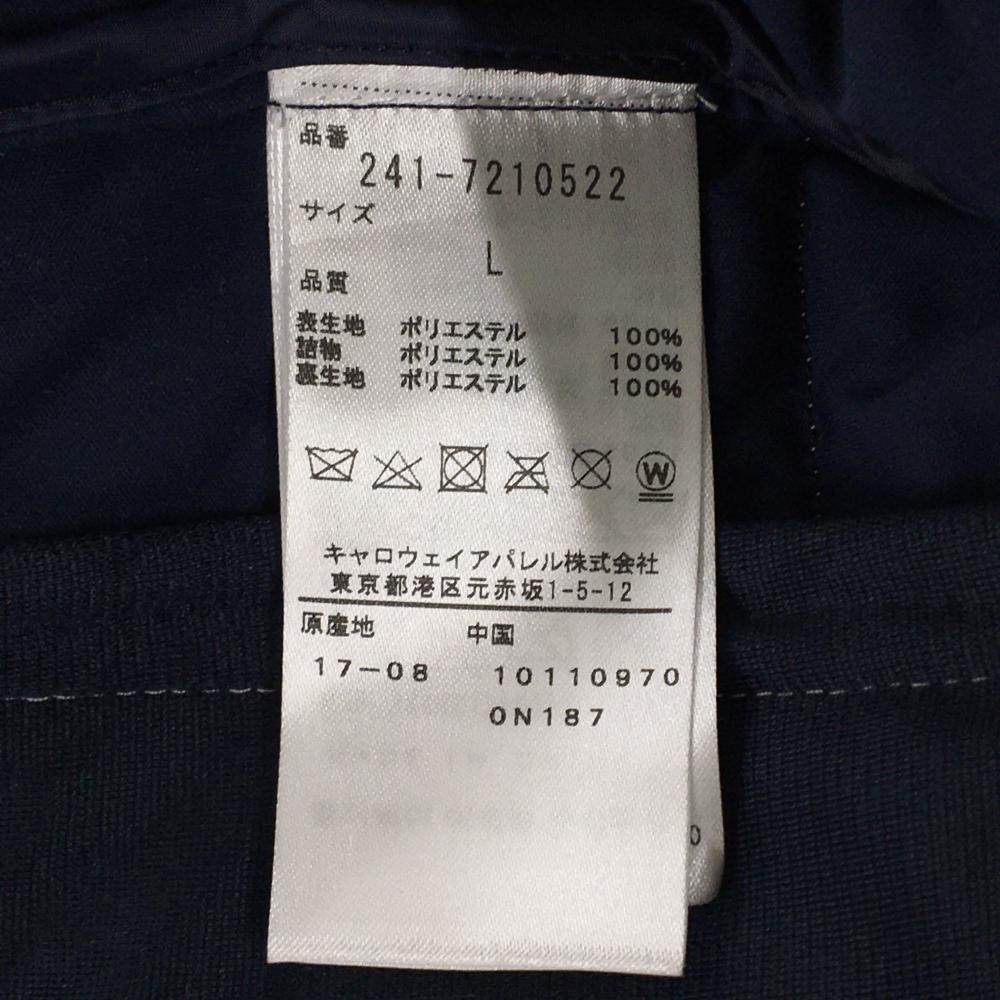 品番
241-7210522
サイズ
L
品質
表生地 ポリエステル 100%
詰物 ポリエステル 100%
裏生地 ポリエステル 100%
W
キャロウェイアパレル株式会社
東京都港区元赤坂1-5-12
原産地 中国
17-08 10110970
0N187
0